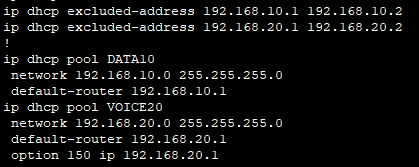 ip dhcp excluded-address 192.168.10.1 192.168.10.2
ip dhcp excluded-address 192.168.20.1 192.168.20.2
!
ip dhcp pool DATA10
 network 192.168.10.0 255.255.255.0
 default-router 192.168.10.1
ip dhcp pool VOICE20
 network 192.168.20.0 255.255.255.0
 default-router 192.168.20.1
 option 150 ip 192.168.20.1